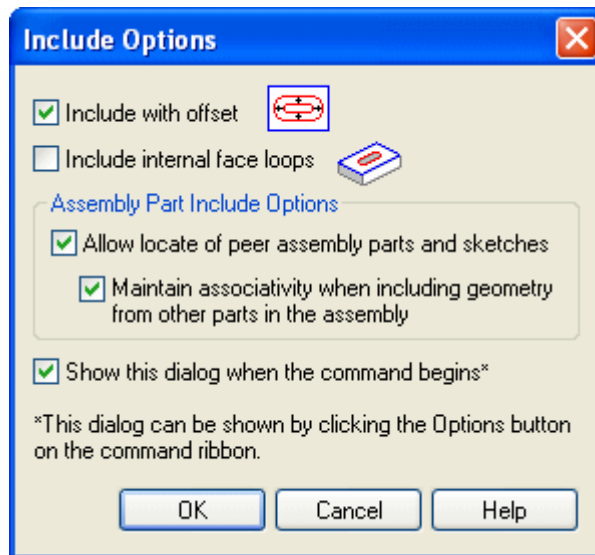 Include Options
Include with offset
Include internal face loops
Assembly Part Include Options
Allow locate of peer assembly parts and sketches
Maintain associativity when including geometry
from other parts in the assembly
Show this dialog when the command begins*
*This dialog can be shown by clicking the Options button
on the command ribbon.
OK Cancel Help